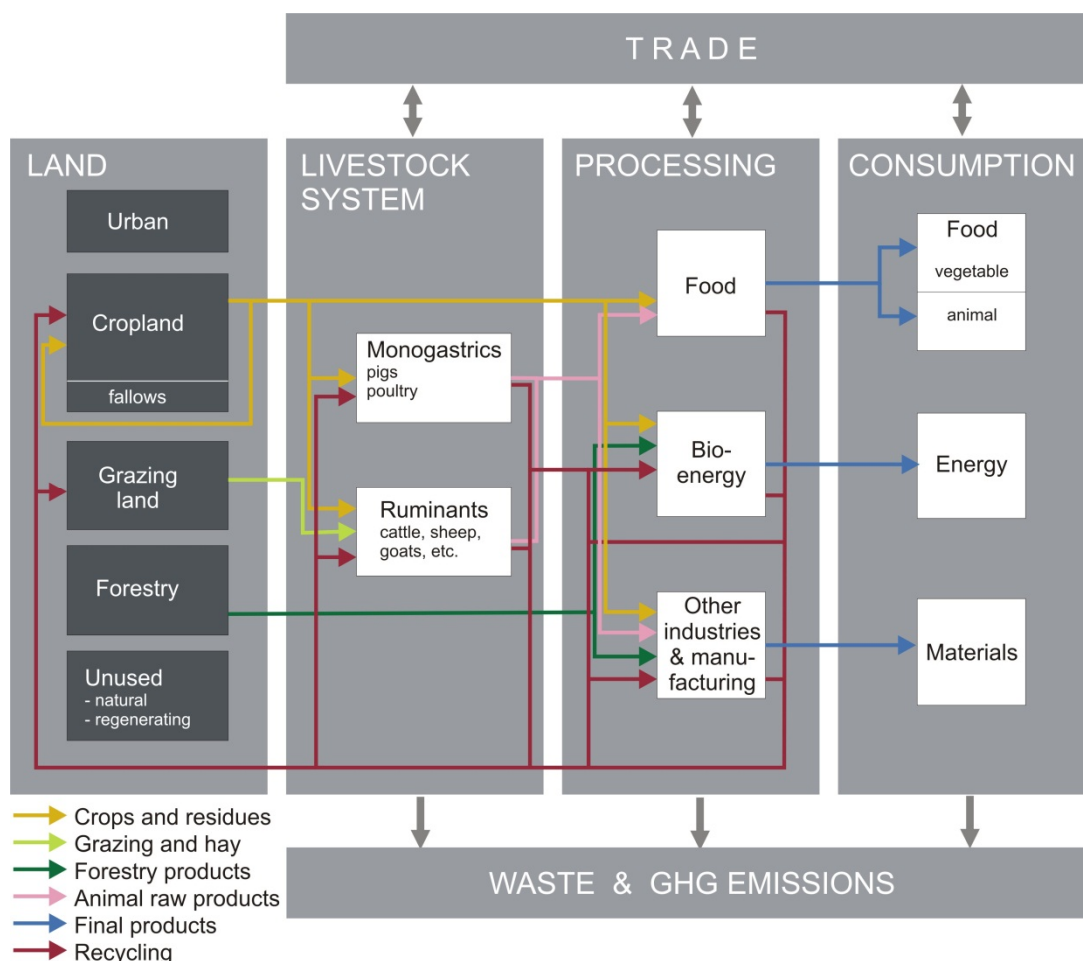 TRADE
LAND
Urban
Cropland
fallows
Grazing
land
Forestry
Unused
- natural
- regenerating
LIVESTOCK
SYSTEM
Monogastrics
pigs
poultry
Ruminants
cattle, sheep,
goats, etc.
PROCESSING
Food
Bio-
energy
Other
industries
& manu-
facturing
CONSUMPTION
Food
vegetable
animal
Energy
Materials
Crops and residues
Grazing and hay
Forestry products
Animal raw products
Final products
Recycling
WASTE & GHG EMISSIONS